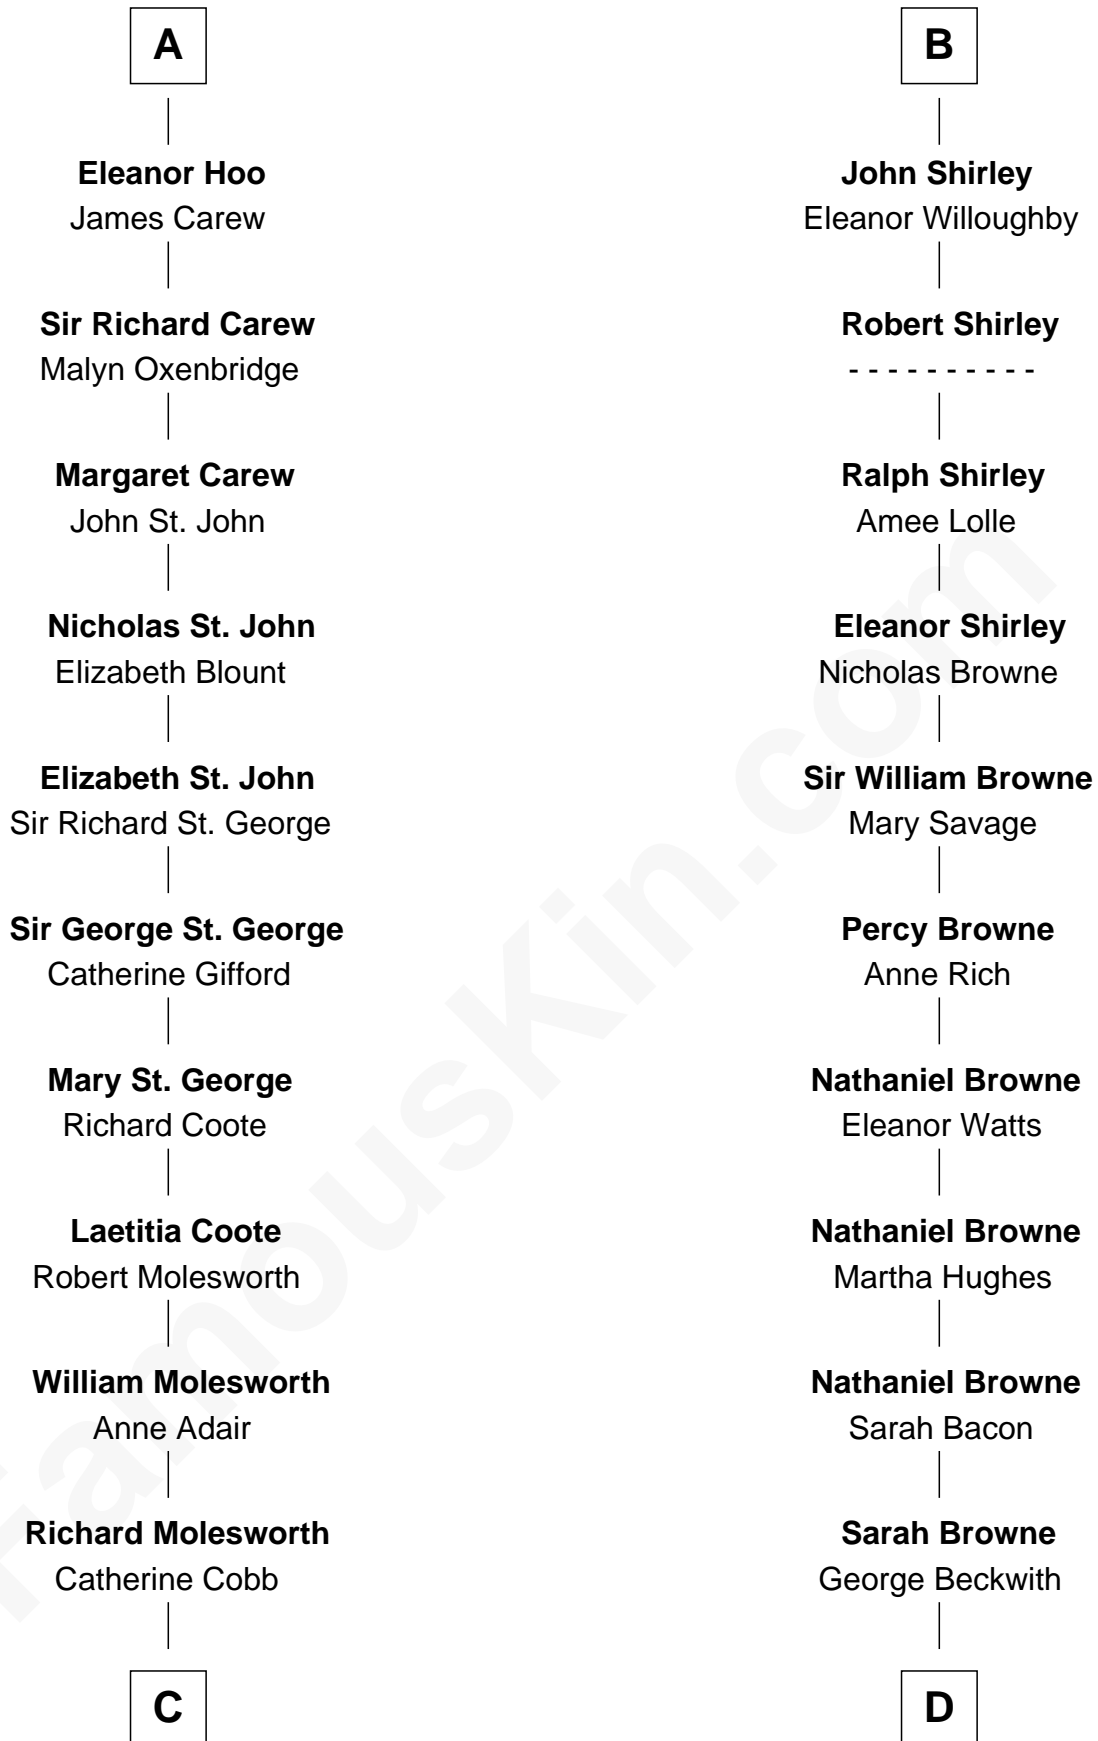 A
Eleanor Hoo
James Carew
Sir Richard Carew
Malyn Oxenbridge
Margaret Carew
John St. John
Nicholas St. John
Elizabeth Blount
Elizabeth St. John
Sir Richard St. George
Sir George St. George
Catherine Gifford
Mary St. George
Richard Coote
Laetitia Coote
Robert Molesworth
William Molesworth
Anne Adair
Richard Molesworth
Catherine Cobb
C
B
John Shirley
Eleanor Willoughby
Robert Shirley
- - - - - - - - - -
Ralph Shirley
Amee Lolle
Eleanor Shirley
Nicholas Browne
Sir William Browne
Mary Savage
Percy Browne
Anne Rich
Nathaniel Browne
Eleanor Watts
Nathaniel Browne
Martha Hughes
Nathaniel Browne
Sarah Bacon
Sarah Browne
George Beckwith
D
FamousKin.com